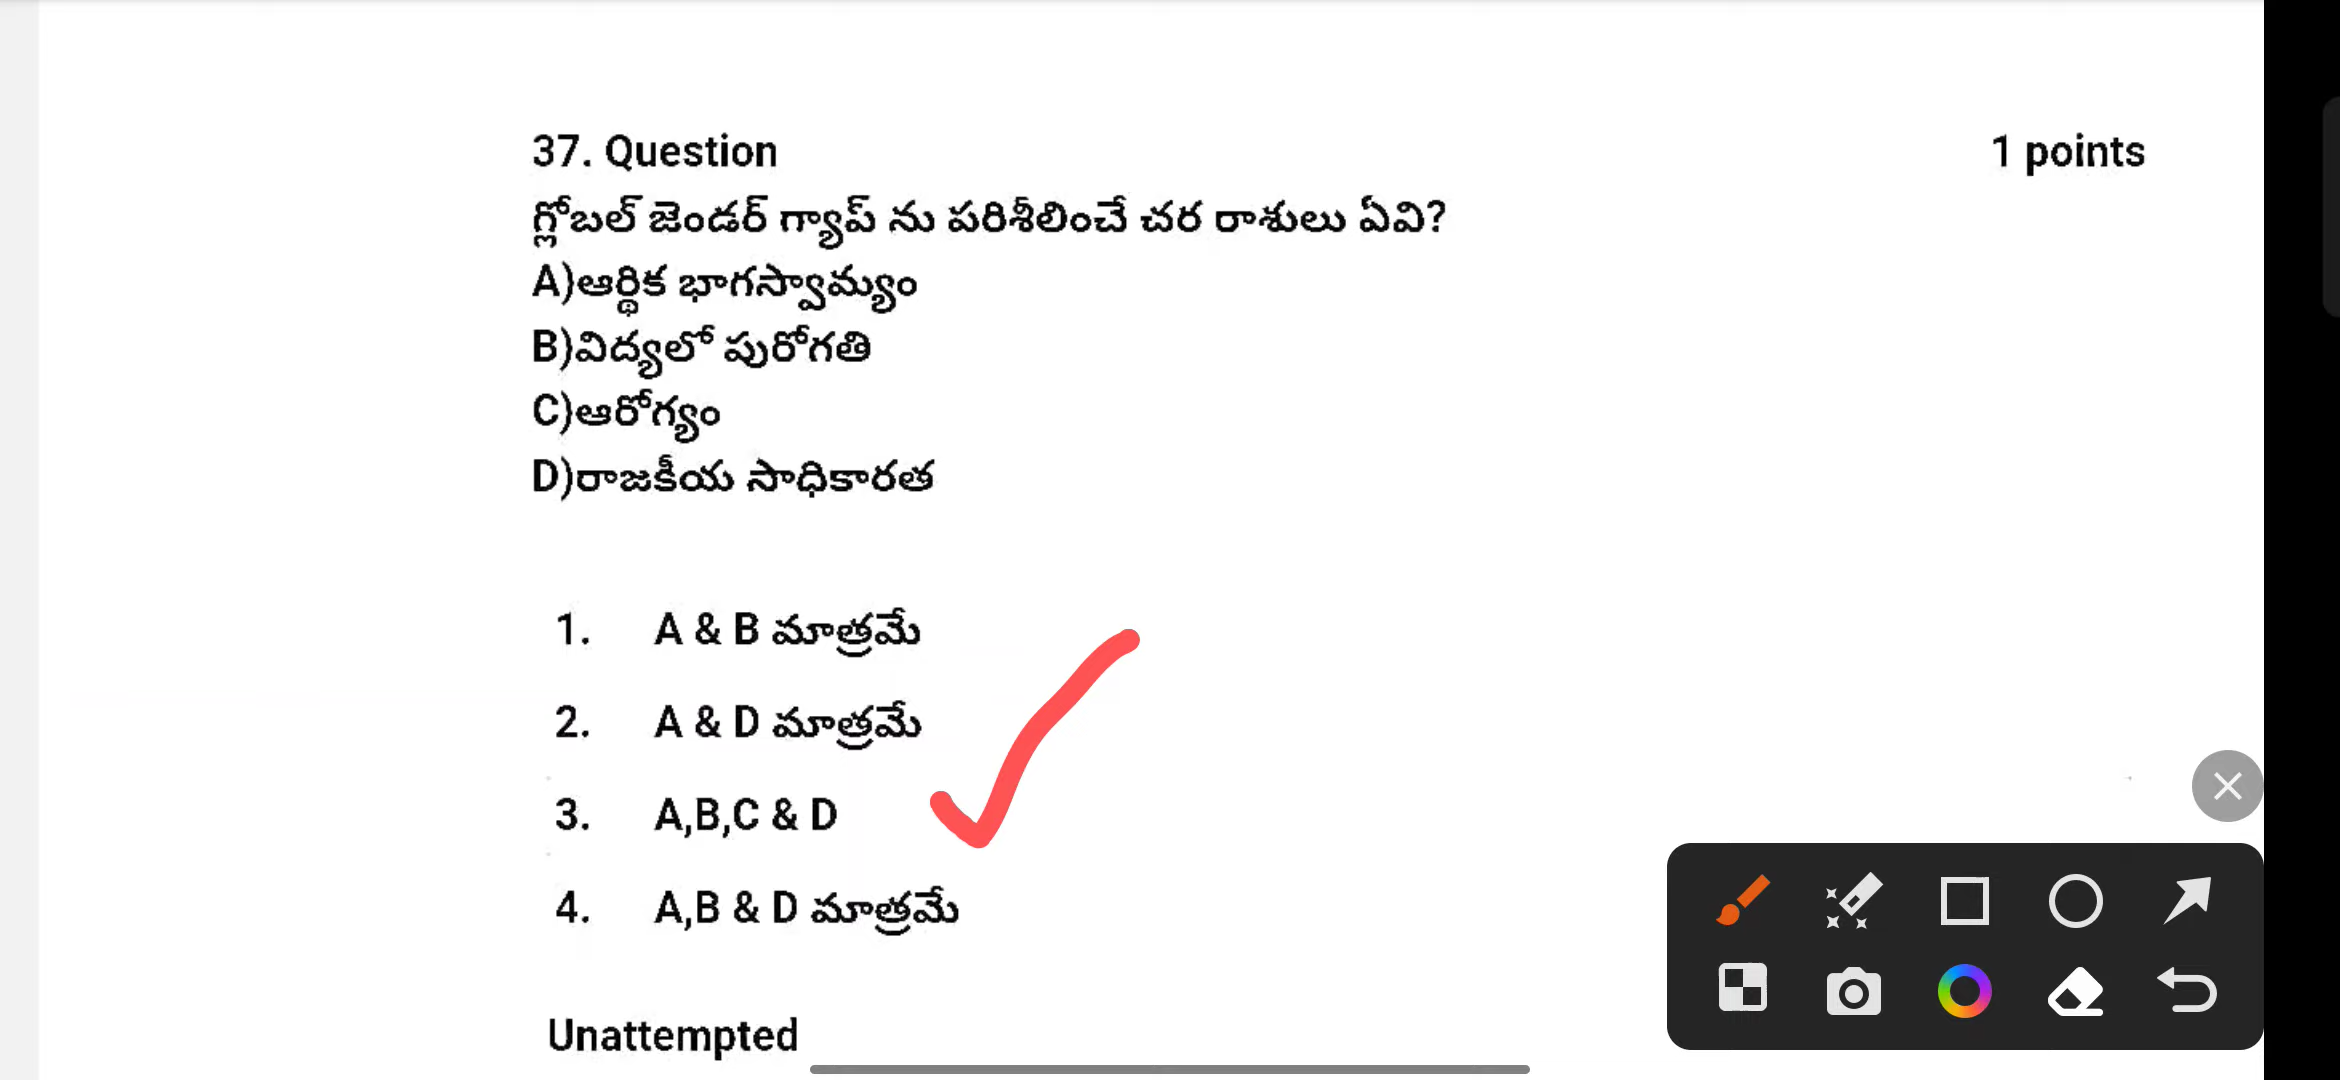 37. Question
1 points
గ్లోబల్ జెండర్ గ్యాప్ ను పరిశీలించే చర రాశులు ఏవి?
A)ఆర్థిక భాగస్వామ్యం
B)విద్యలో పురోగతి
C)ఆరోగ్యం
D)రాజకీయ సాధికారత
1. A & B మాత్రమే
2. A & D మాత్రమే
3. A,B,C & D
4. A,B & D మాత్రమే
Unattempted